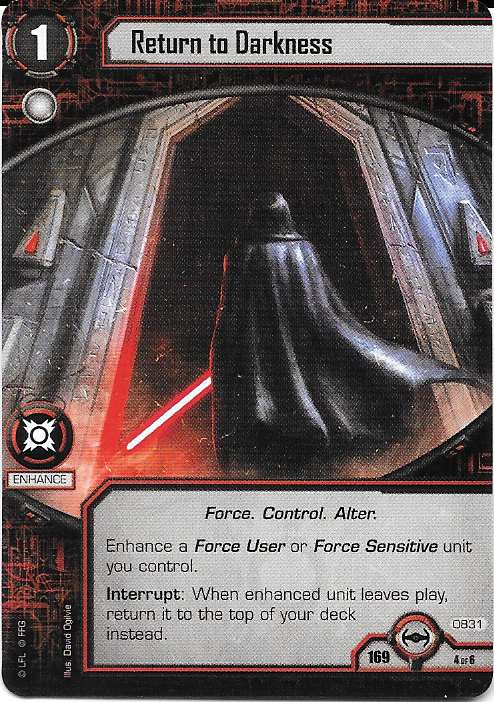 1
Return to Darkness
ENHANCE
Force. Control. Alter.
Enhance a Force User or Force Sensitive unit
you control.
Interrupt: When enhanced unit leaves play,
return it to the top of your deck
instead.
0831
169
4 OF 6
© LFL © FFG
Illus. David Ogilvie